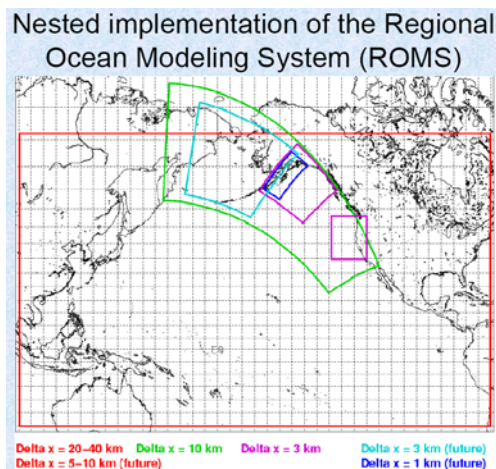 Nested implementation of the Regional
Ocean Modeling System (ROMS)
EQ
Delta x = 20–40 km Delta x = 10 km Delta x = 3 km Delta x = 3 km (future)
Delta x = 5–10 km (future) Delta x = 1 km (future)